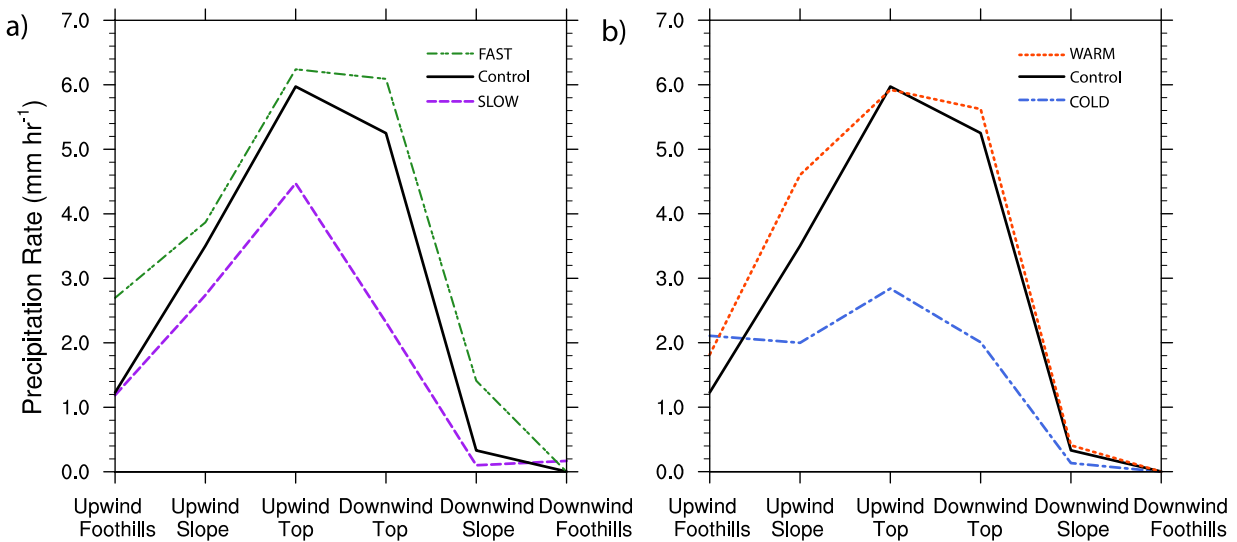 a)
Precipitation Rate (mm hr-1)
7.0
6.0
5.0
4.0
3.0
2.0
1.0
0.0
FAST
Control
SLOW
Upwind Foothills
Upwind Slope
Upwind Top
Downwind Top
Downwind Slope
Downwind Foothills
b)
7.0
6.0
5.0
4.0
3.0
2.0
1.0
0.0
WARM
Control
COLD
Upwind Foothills
Upwind Slope
Upwind Top
Downwind Top
Downwind Slope
Downwind Foothills